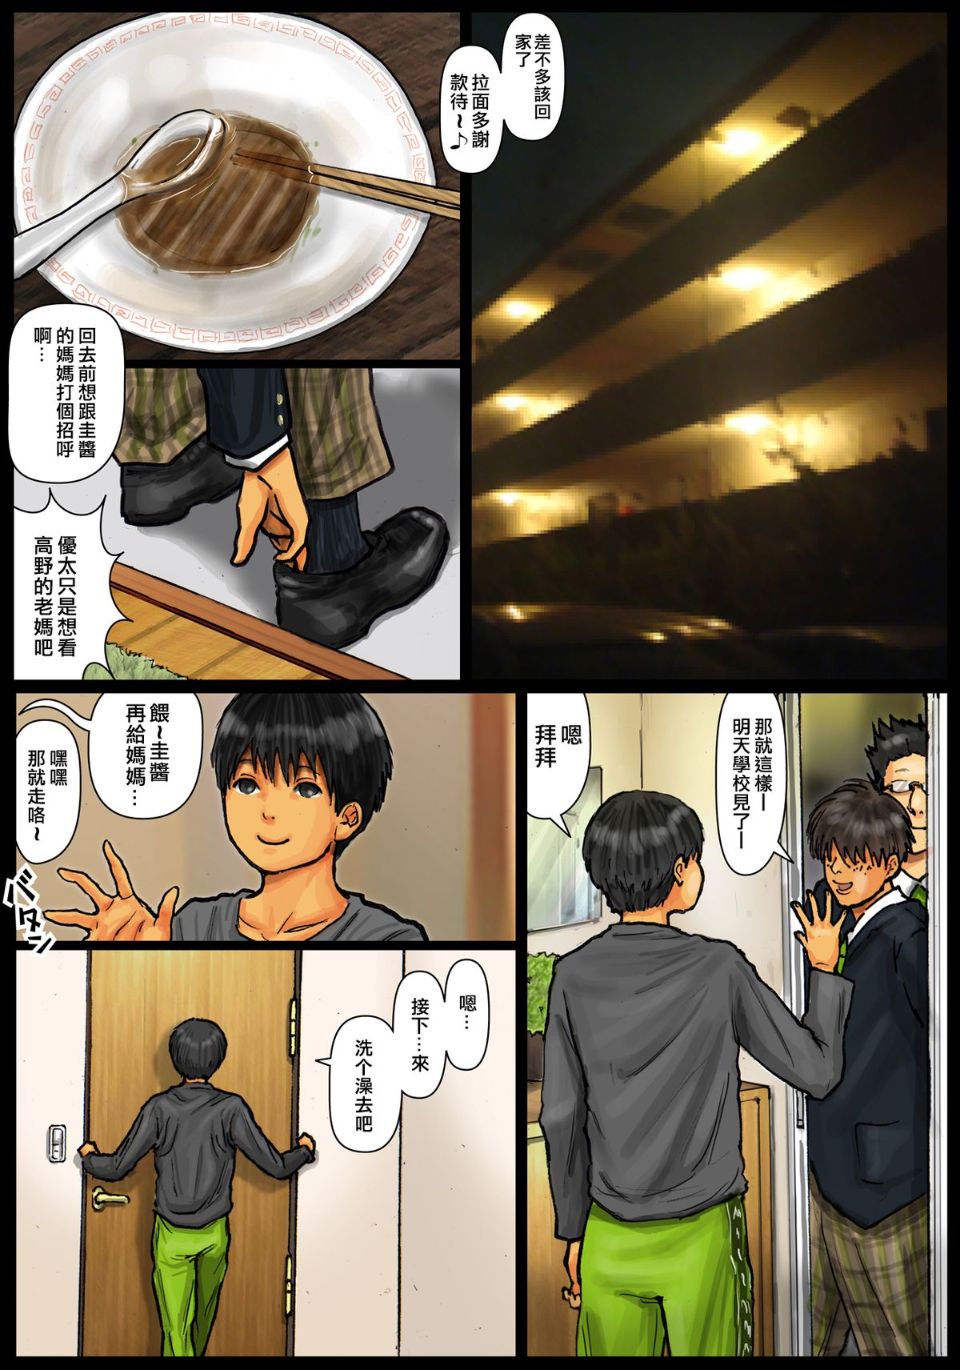 差不多該回
家了
拉面多謝
款待~♪
回去前想跟圭醬
的媽媽打個招呼
啊…
優太只是想看
高野的老媽吧
那就這樣ー
明天學校見了ー
嗯
拜拜
餵~圭醬
再給媽媽…
嘿嘿
那就走咯~
バタン
嗯…
接下…來
洗个澡去吧